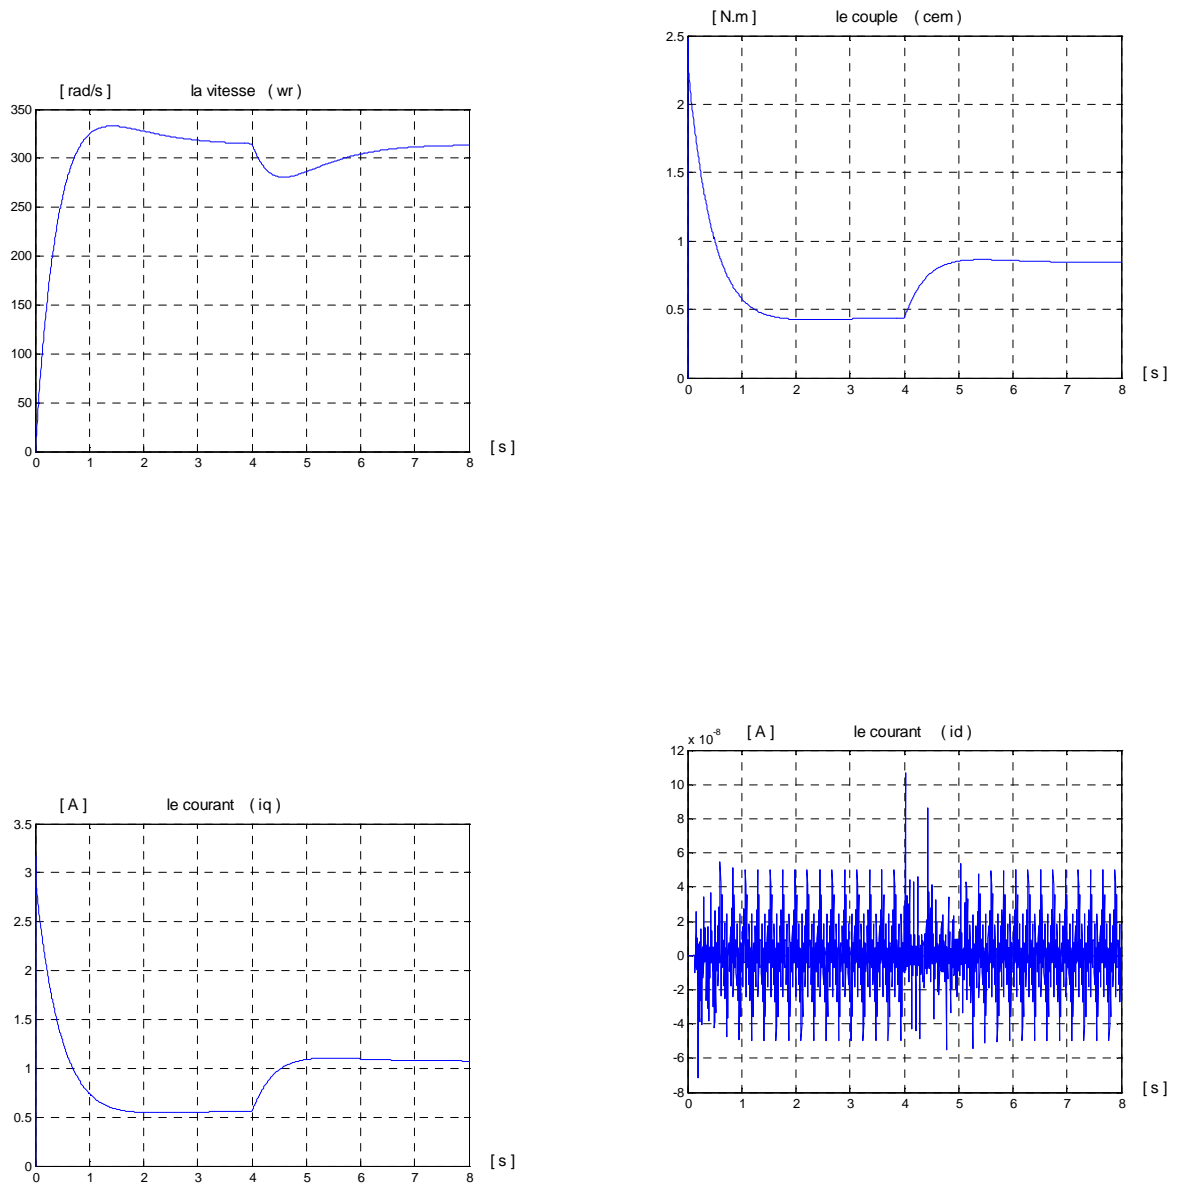 [ rad/s ] la vitesse ( wr )
350
300
250
200
150
100
50
0
0 1 2 3 4 5 6 7 8
[ s ]
[ N.m ] le couple ( cem )
2.5
2
1.5
1
0.5
0
0 1 2 3 4 5 6 7 8
[ s ]
[ A ] le courant ( iq )
3.5
3
2.5
2
1.5
1
0.5
0
0 1 2 3 4 5 6 7 8
[ s ]
x 10-8 [ A ] le courant ( id )
12
10
8
6
4
2
0
-2
-4
-6
-8
0 1 2 3 4 5 6 7 8
[ s ]